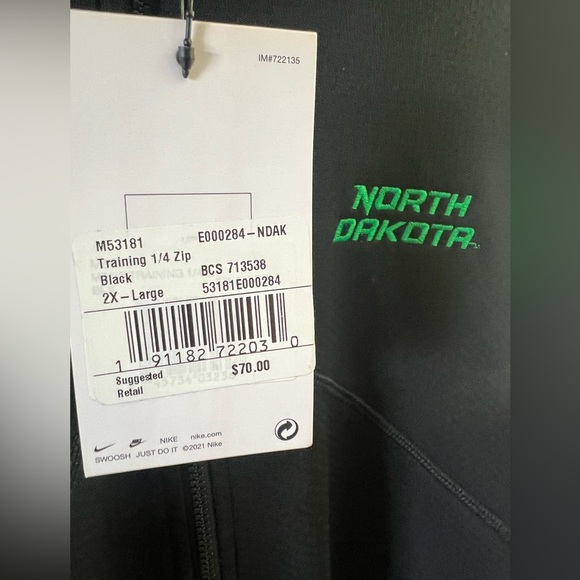 IM#722135
NORTH
DAKOTA
M53181 E000284-NDAK
Training 1/4 Zip
Black BCS 713538
2X-Large 53181E000284
1 91182 72203 0
Suggested
Retail $70.00
NIKE nike.com
SWOOSH JUST DO IT ©2021 Nike